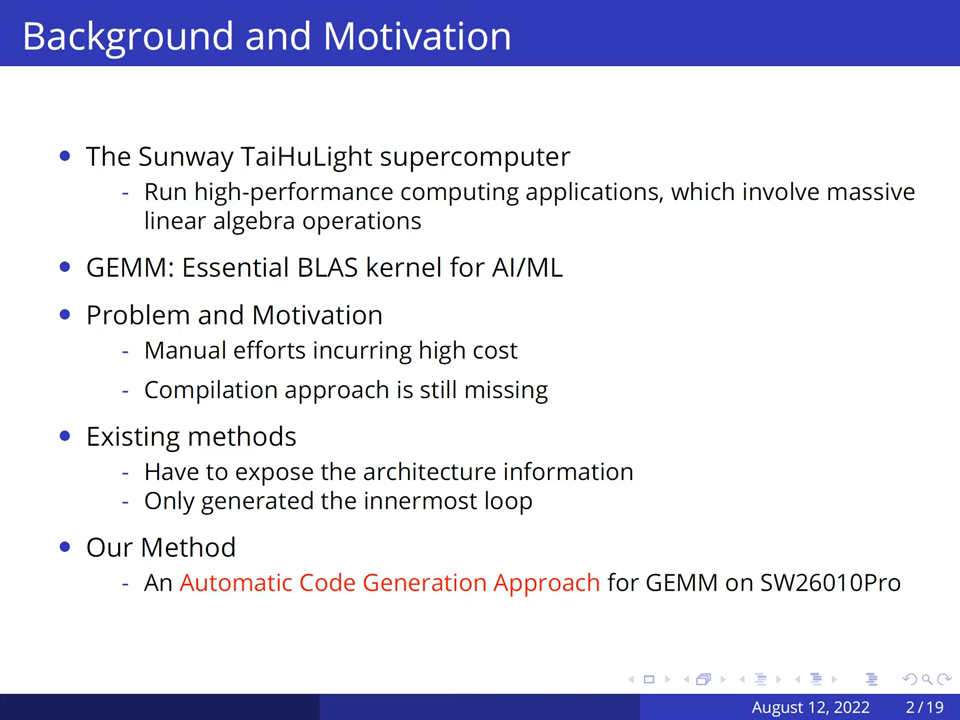 Background and Motivation
• The Sunway TaiHuLight supercomputer
- Run high-performance computing applications, which involve massive
linear algebra operations
• GEMM: Essential BLAS kernel for AI/ML
• Problem and Motivation
- Manual efforts incurring high cost
- Compilation approach is still missing
• Existing methods
- Have to expose the architecture information
- Only generated the innermost loop
• Our Method
- An Automatic Code Generation Approach for GEMM on SW26010Pro
August 12, 2022 2 / 19